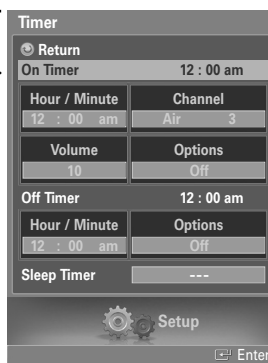 Timer
Return
On Timer 12 : 00 am
Hour / Minute Channel
12 : 00 am Air 3
Volume Options
10 Off
Off Timer 12 : 00 am
Hour / Minute Options
12 : 00 am Off
Sleep Timer ---
Setup
Enter